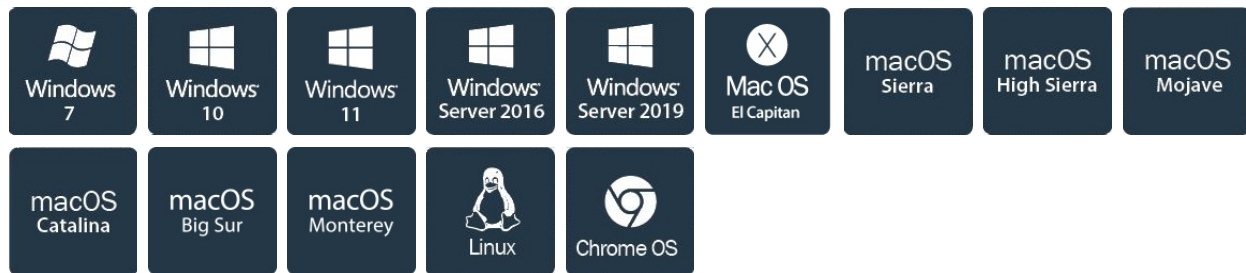 Windows
7
Windows
10
Windows
11
Windows
Server 2016
Windows
Server 2019
X
Mac OS
El Capitan
macOS
Sierra
macOS
High Sierra
macOS
Mojave
macOS
Catalina
macOS
Big Sur
macOS
Monterey
Linux
Chrome OS